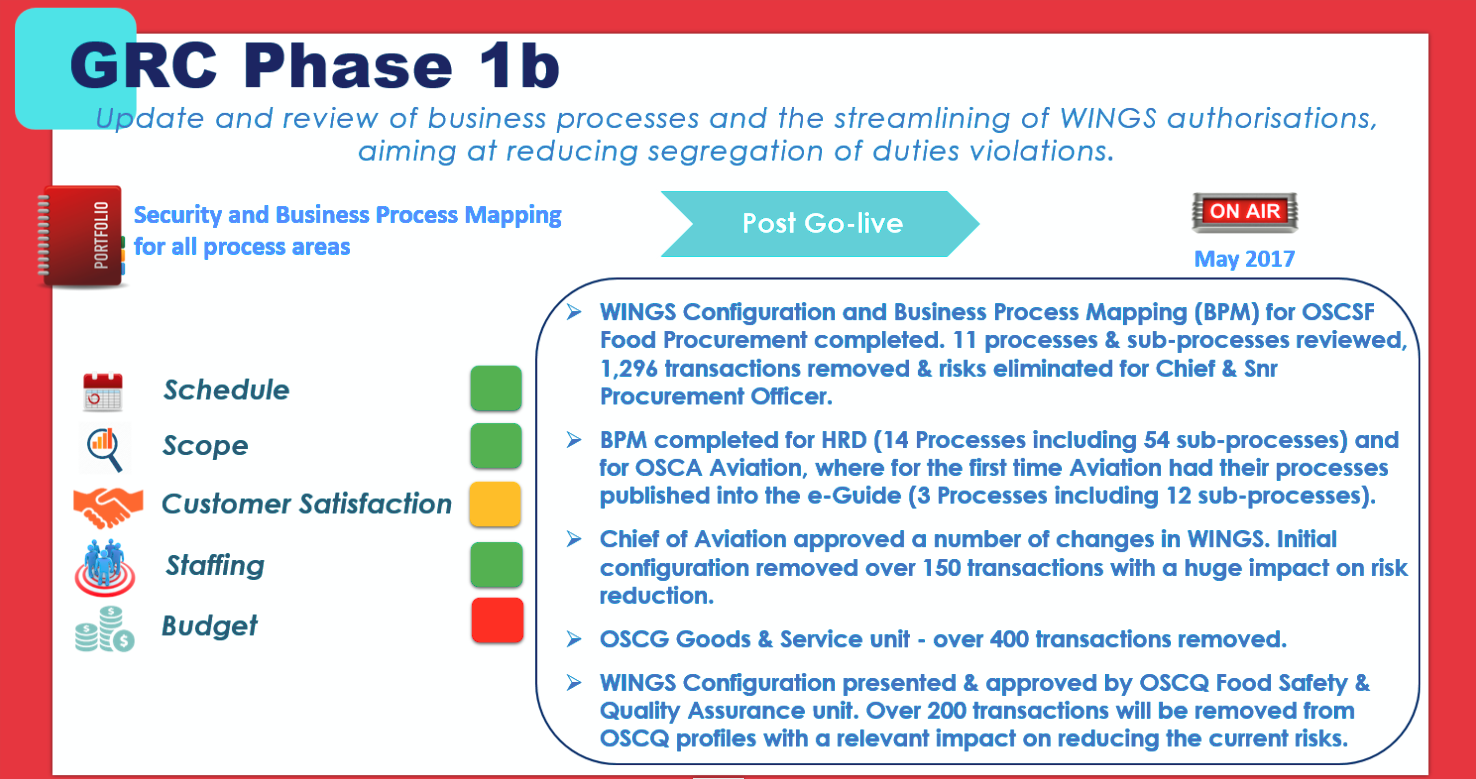 GRC Phase 1b
Update and review of business processes and the streamlining of WINGS authorisations,
aiming at reducing segregation of duties violations.
PORTFOLIO
Security and Business Process Mapping
for all process areas
Post Go-live
ON AIR
May 2017
Schedule
Scope
Customer Satisfaction
Staffing
Budget
➢ WINGS Configuration and Business Process Mapping (BPM) for OSCSF
Food Procurement completed. 11 processes & sub-processes reviewed,
1,296 transactions removed & risks eliminated for Chief & Snr
Procurement Officer.
➢ BPM completed for HRD (14 Processes including 54 sub-processes) and
for OSCA Aviation, where for the first time Aviation had their processes
published into the e-Guide (3 Processes including 12 sub-processes).
➢ Chief of Aviation approved a number of changes in WINGS. Initial
configuration removed over 150 transactions with a huge impact on risk
reduction.
➢ OSCG Goods & Service unit - over 400 transactions removed.
➢ WINGS Configuration presented & approved by OSCQ Food Safety &
Quality Assurance unit. Over 200 transactions will be removed from
OSCQ profiles with a relevant impact on reducing the current risks.